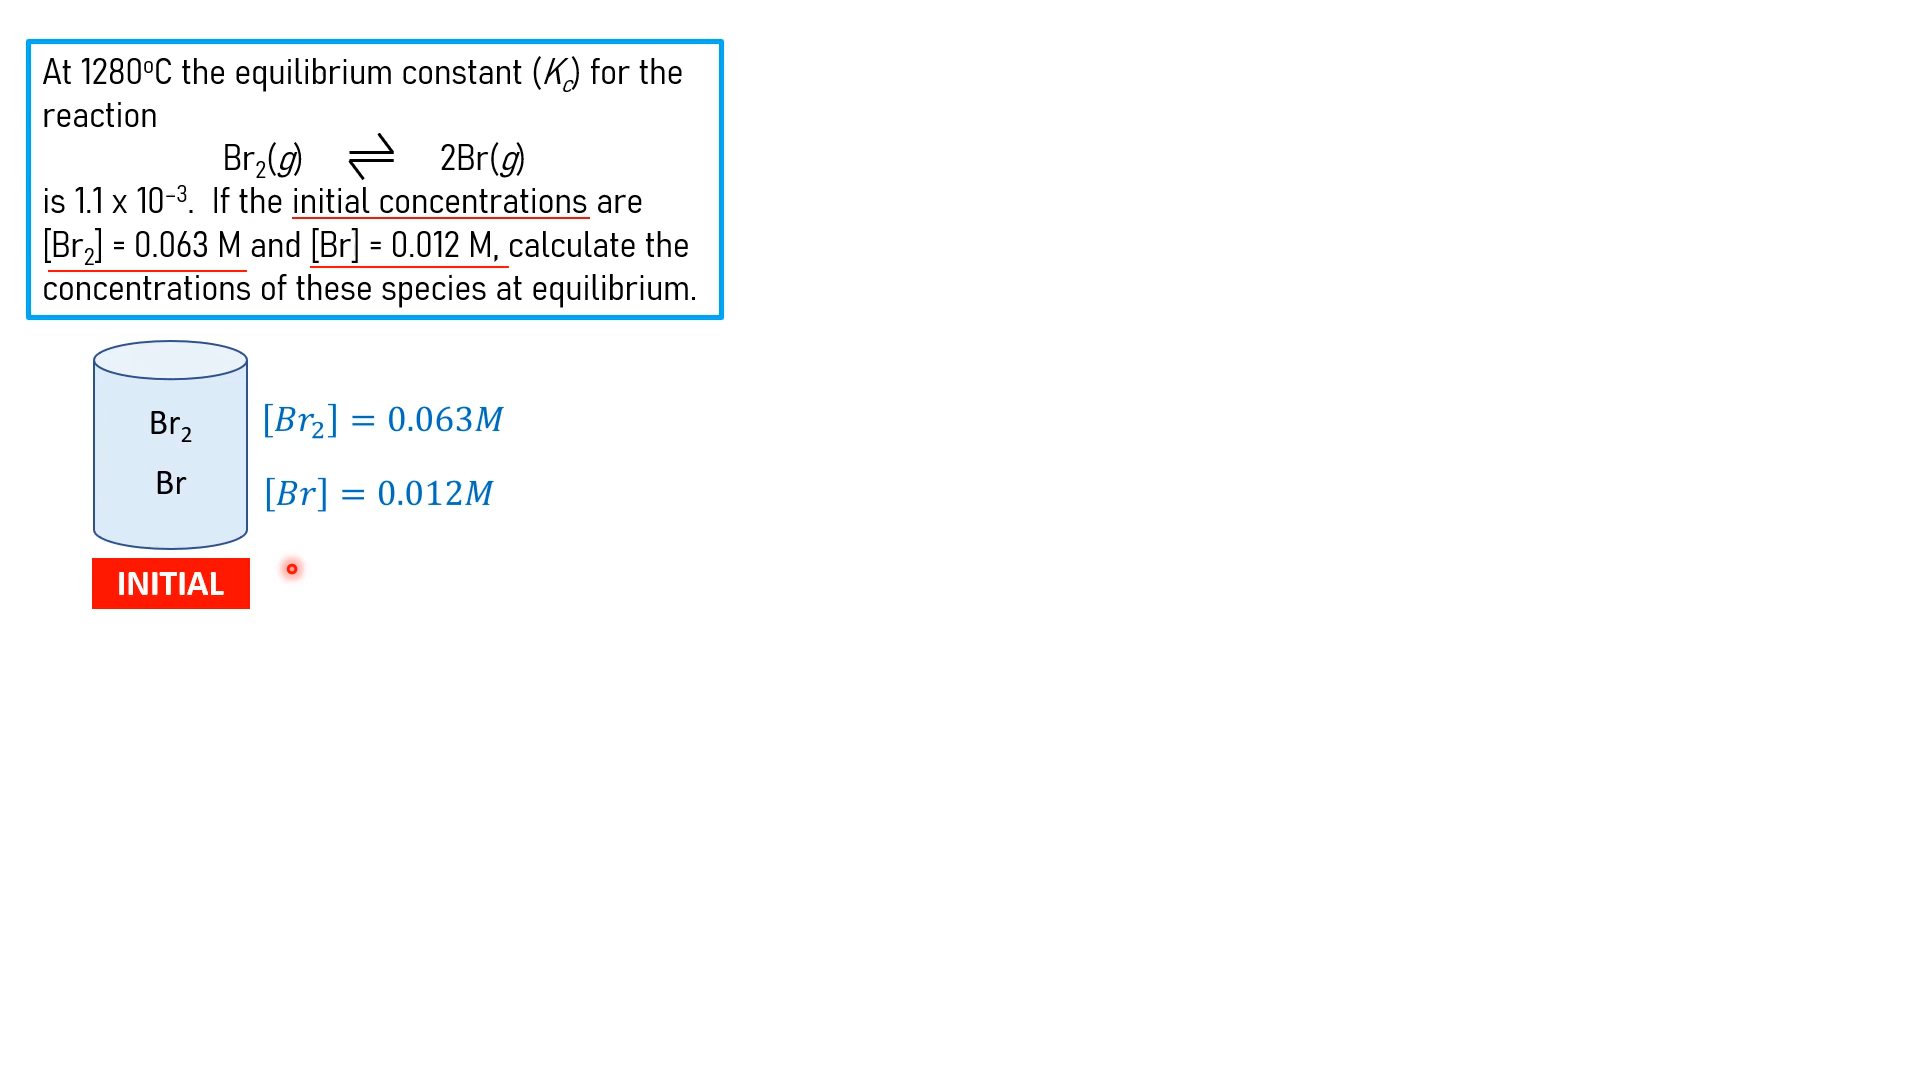 At 1280ºC the equilibrium constant (K꜀) for the
reaction
Br₂(g) ⇌ 2Br(g)
is 1.1 x 10⁻³. If the initial concentrations are
[Br₂] = 0.063 M and [Br] = 0.012 M, calculate the
concentrations of these species at equilibrium.
Br₂
[Br₂] = 0.063M
Br
[Br] = 0.012M
INITIAL